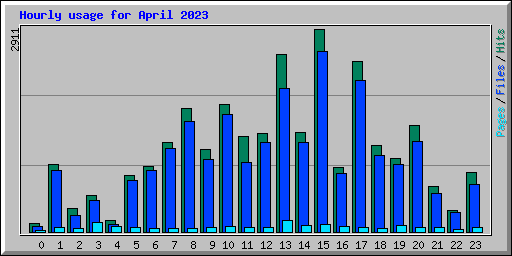 Hourly usage for April 2023
2911
Pages/Files/Hits
0 1 2 3 4 5 6 7 8 9 10 11 12 13 14 15 16 17 18 19 20 21 22 23